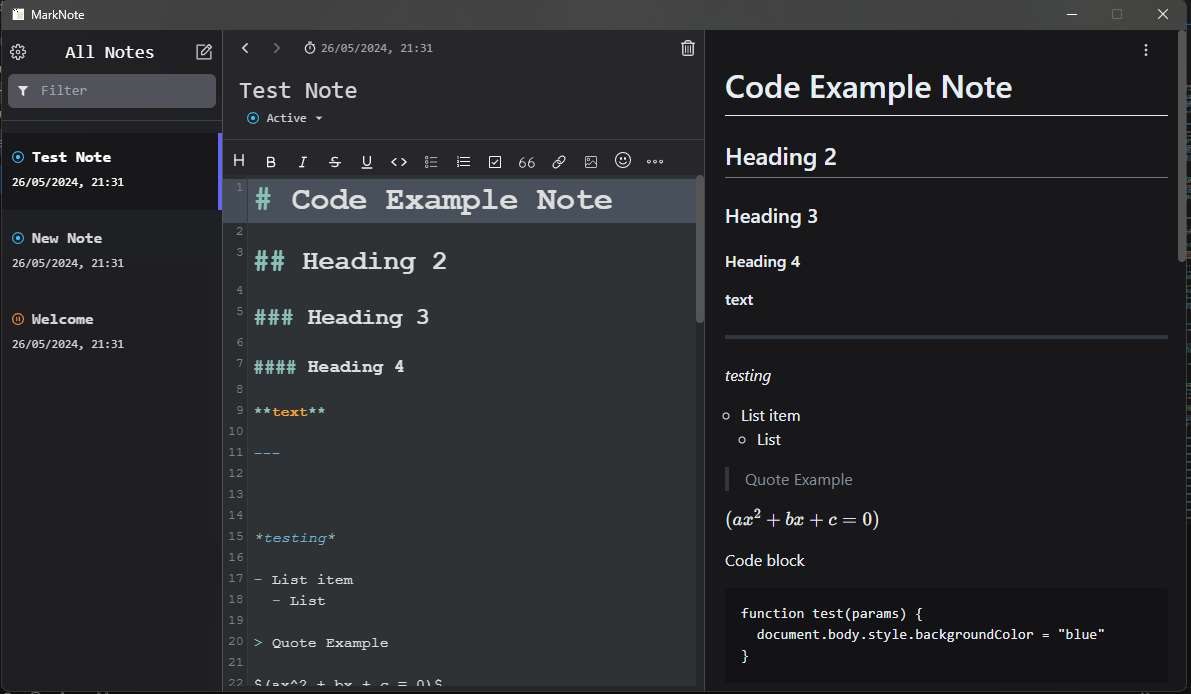 MarkNote
All Notes
Filter
Test Note
26/05/2024, 21:31
New Note
26/05/2024, 21:31
Welcome
26/05/2024, 21:31
26/05/2024, 21:31
Test Note
Active
H B I S U <> 66
1 # Code Example Note
2
3 ## Heading 2
4
5 ### Heading 3
6
7 #### Heading 4
8
9 **text**
10
11 ---
12
13
14
15 *testing*
16
17 - List item
18 - List
19
20 > Quote Example
21
22 $(ax^2 + bx + c = 0)$
Code Example Note
Heading 2
Heading 3
Heading 4
text
testing
List item
List
Quote Example
(ax² + bx + c = 0)
Code block
function test(params) {
document.body.style.backgroundColor = "blue"
}